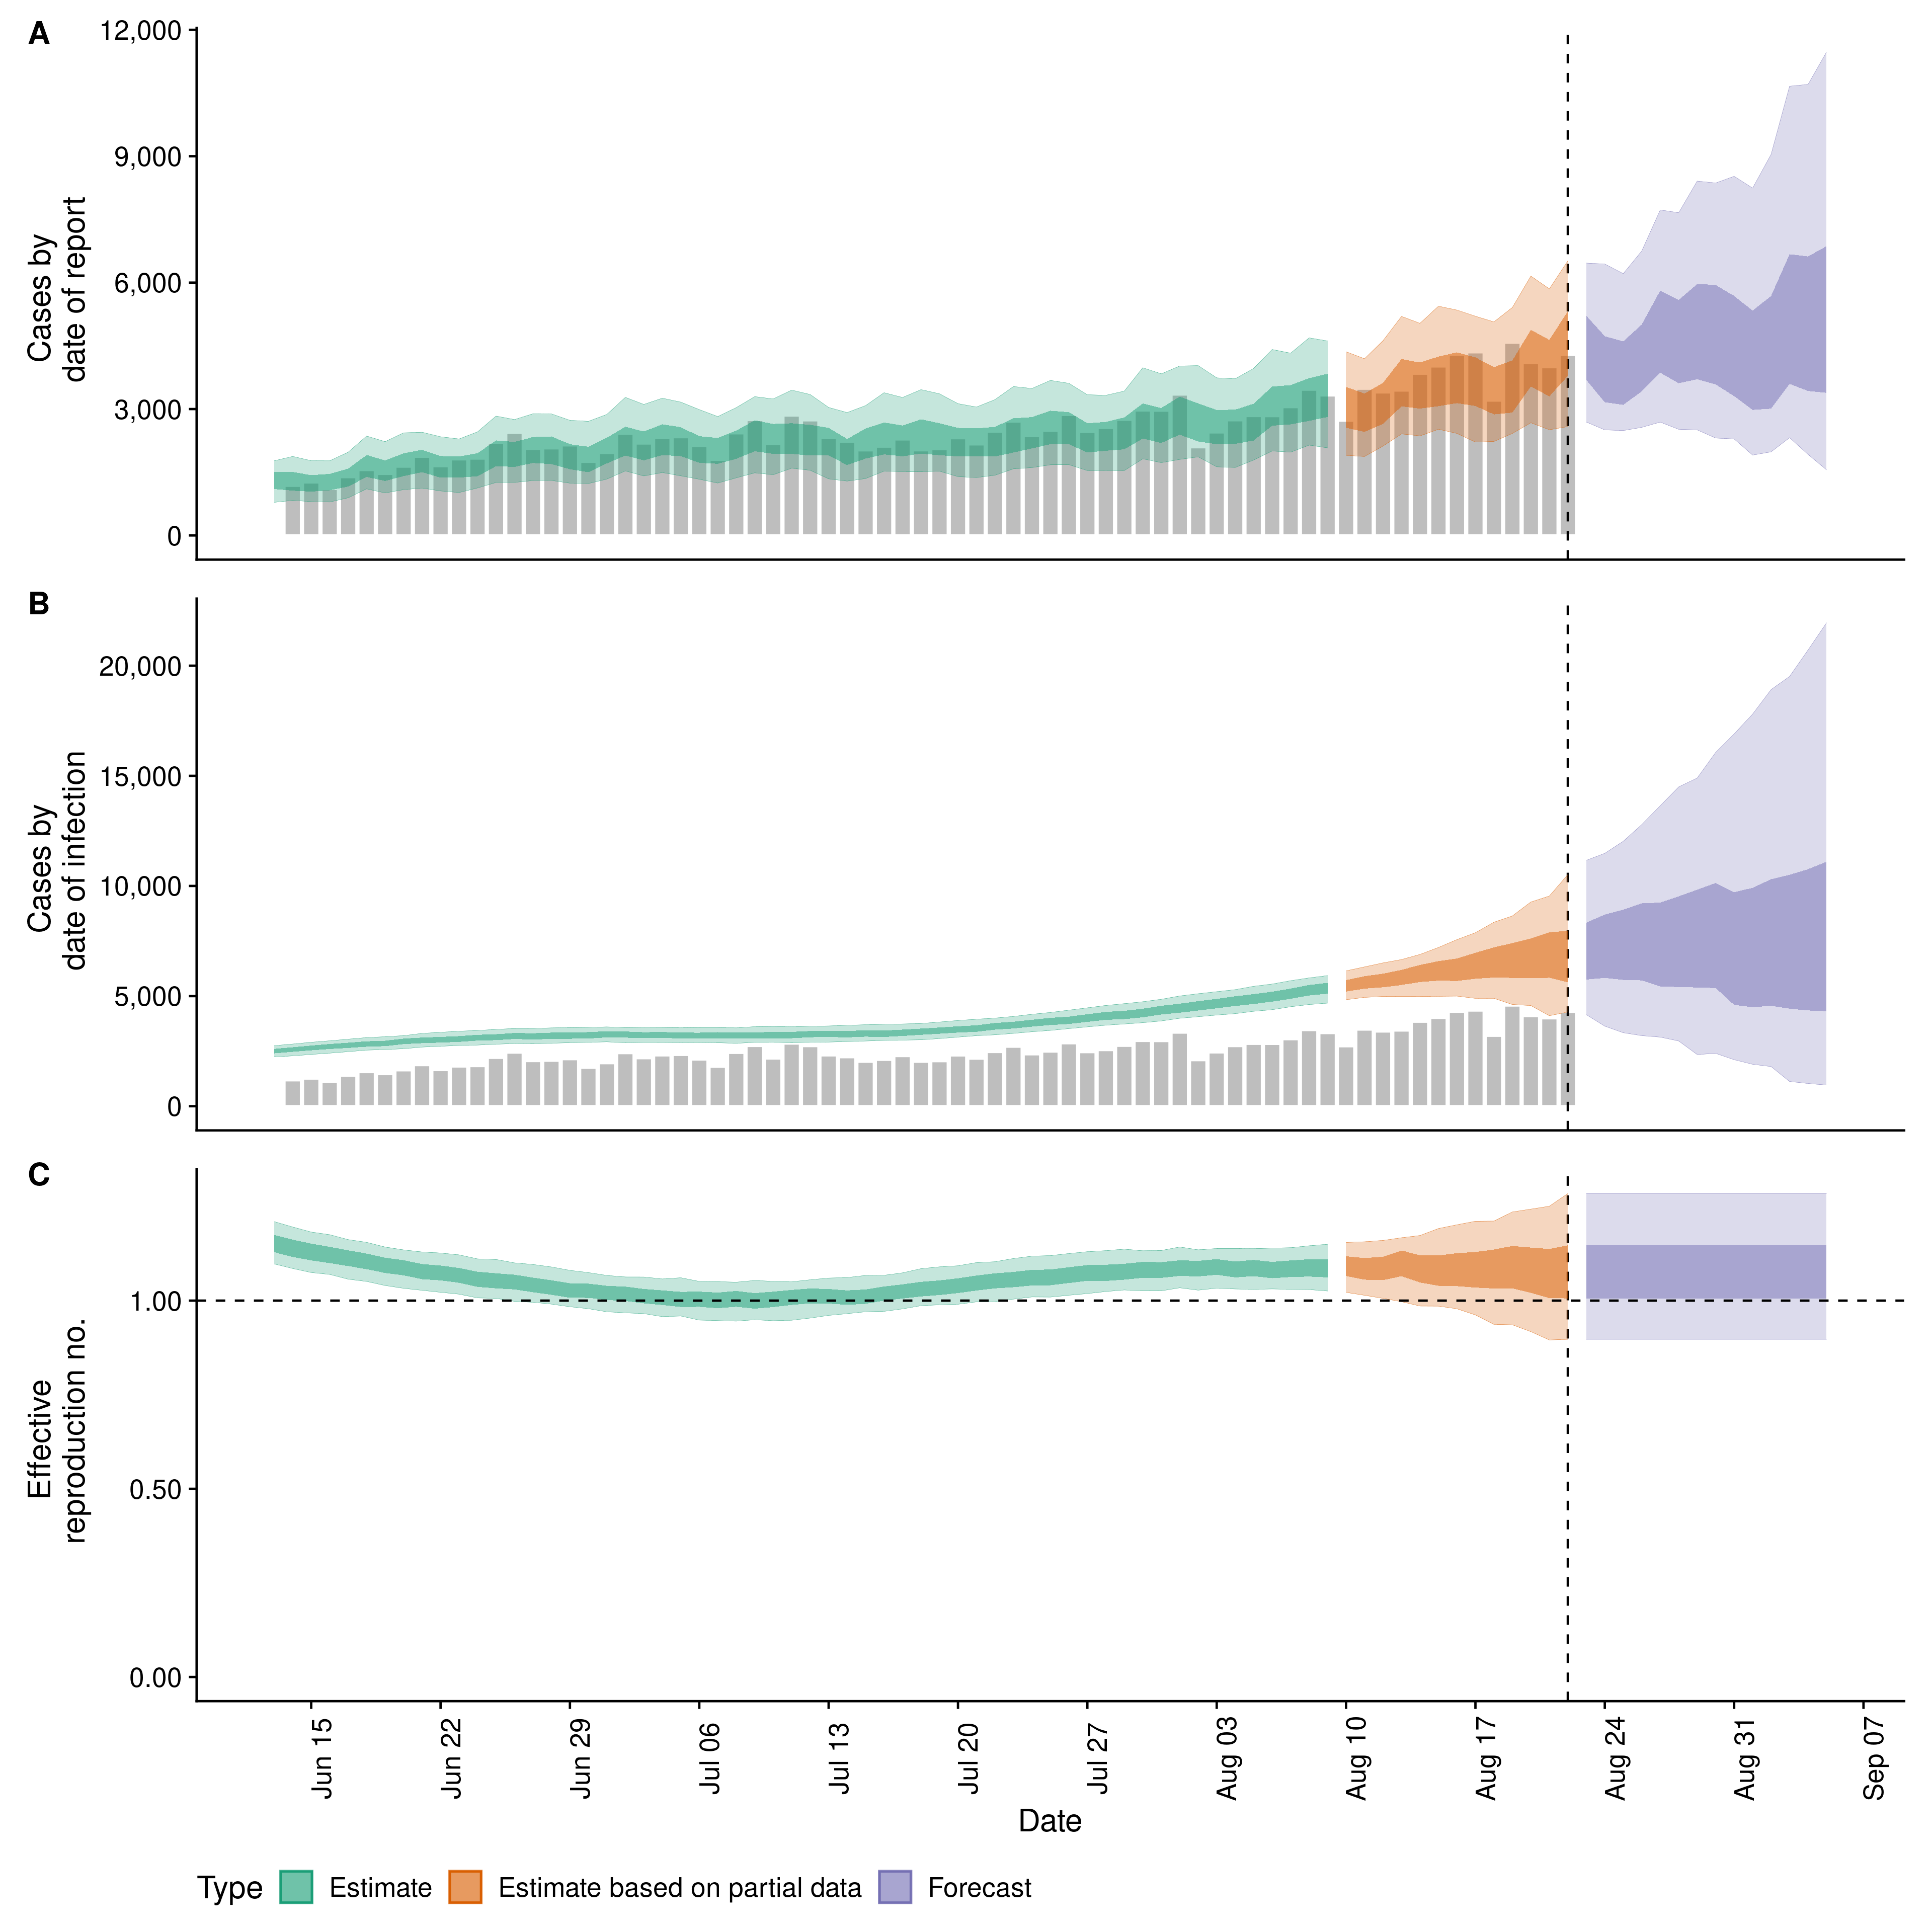 A
12,000
9,000
6,000
3,000
0
Cases by
date of report
B
20,000
15,000
10,000
5,000
0
Cases by
date of infection
C
1.00
0.50
0.00
Effective
reproduction no.
Jun 15
Jun 22
Jun 29
Jul 06
Jul 13
Jul 20
Jul 27
Aug 03
Aug 10
Aug 17
Aug 24
Aug 31
Sep 07
Date
Type Estimate Estimate based on partial data Forecast